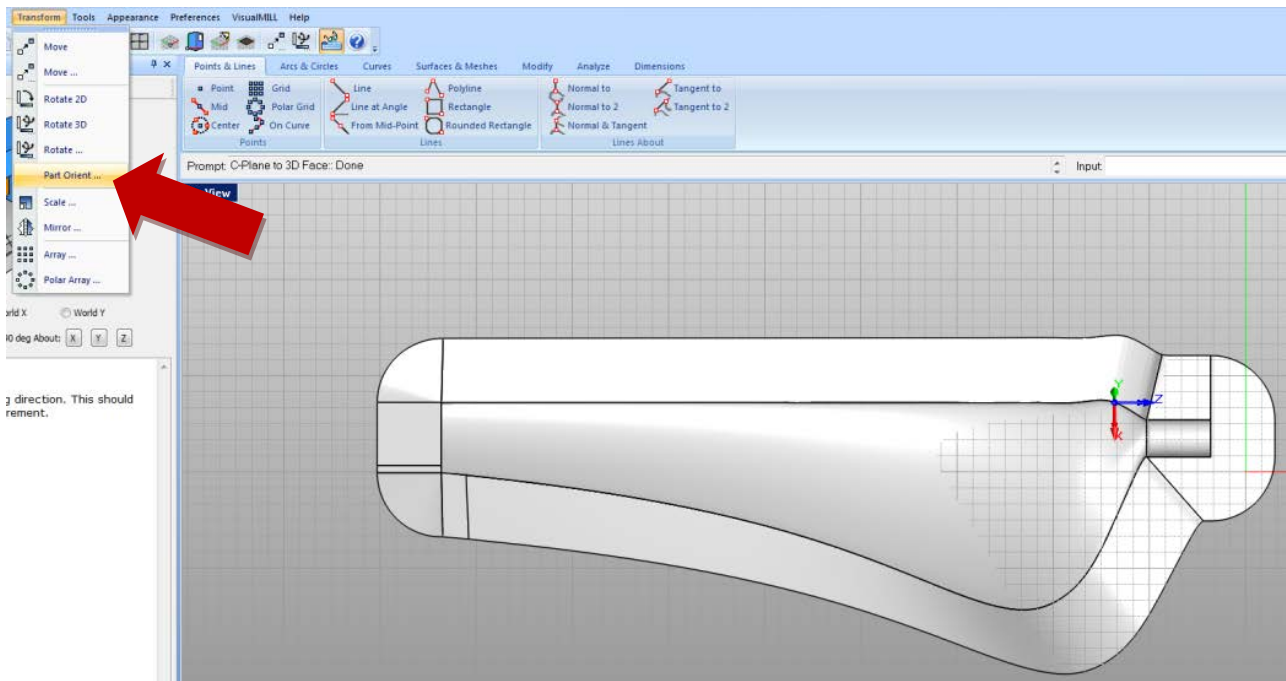 Transform Tools Appearance Preferences VisualMILL Help
Move
Move ...
Rotate 2D
Rotate 3D
Rotate ...
Part Orient ...
Scale ...
Mirror ...
Array ...
Polar Array ...
World Y
deg About: X Y Z
direction. This should
Points & Lines Arcs & Circles Curves Surfaces & Meshes Modify Analyze Dimensions
Point Grid Line Polyline Normal to Tangent to
Mid Polar Grid Line at Angle Rectangle Normal to 2 Tangent to 2
Center On Curve From Mid-Point Rounded Rectangle Normal & Tangent
Points Lines Lines About
Prompt: C-Plane to 3D Face:: Done Input:
View
Y
Z
X